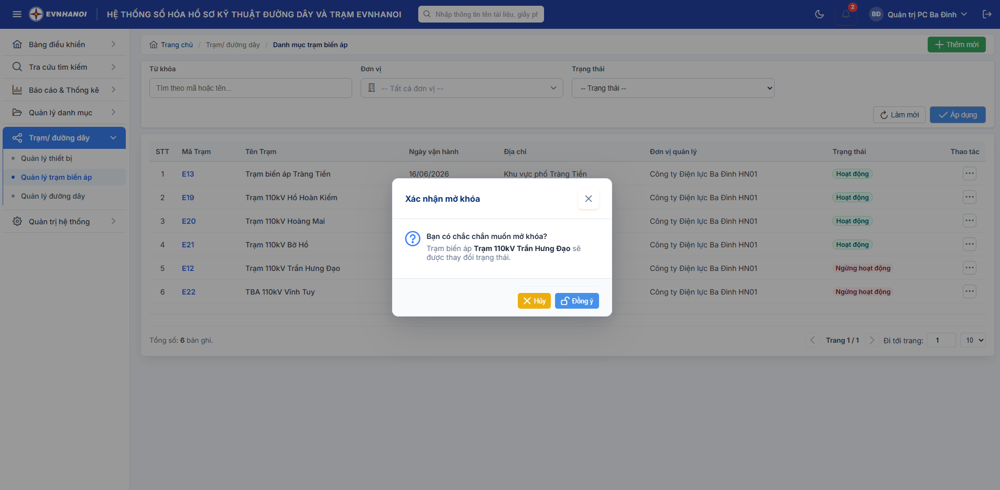 EVNHANOI
HỆ THỐNG SỐ HÓA HỒ SƠ KỸ THUẬT ĐƯỜNG DÂY VÀ TRẠM EVNHANOI
Nhập thông tin tên tài liệu, giấy ph
2
BĐ
Quản trị PC Ba Đình
Bảng điều khiển
Tra cứu tìm kiếm
Báo cáo & Thống kê
Quản lý danh mục
Trạm/ đường dây
Quản lý thiết bị
Quản lý trạm biến áp
Quản lý đường dây
Quản trị hệ thống
Trang chủ / Trạm/ đường dây / Danh mục trạm biến áp
Thêm mới
Từ khóa
Đơn vị
Trạng thái
Tìm theo mã hoặc tên...
-- Tất cả đơn vị --
-- Trạng thái --
Làm mới
Áp dụng
STT Mã Trạm Tên Trạm Ngày vận hành Địa chỉ Đơn vị quản lý Trạng thái Thao tác
1 E13 Trạm biến áp Tràng Tiền 16/06/2026 Khu vực phố Tràng Tiền Công ty Điện lực Ba Đình HN01 Hoạt động
2 E19 Trạm 110kV Hồ Hoàn Kiếm Công ty Điện lực Ba Đình HN01 Hoạt động
3 E20 Trạm 110kV Hoàng Mai Công ty Điện lực Ba Đình HN01 Hoạt động
4 E21 Trạm 110kV Bờ Hồ Công ty Điện lực Ba Đình HN01 Hoạt động
5 E12 Trạm 110kV Trần Hưng Đạo Công ty Điện lực Ba Đình HN01 Ngừng hoạt động
6 E22 TBA 110kV Vĩnh Tuy Công ty Điện lực Ba Đình HN01 Ngừng hoạt động
Xác nhận mở khóa
Bạn có chắc chắn muốn mở khóa?
Trạm biến áp Trạm 110kV Trần Hưng Đạo sẽ
được thay đổi trạng thái.
Hủy
Đồng ý
Tổng số: 6 bản ghi.
Trang 1 / 1
Đi tới trang:
1
10